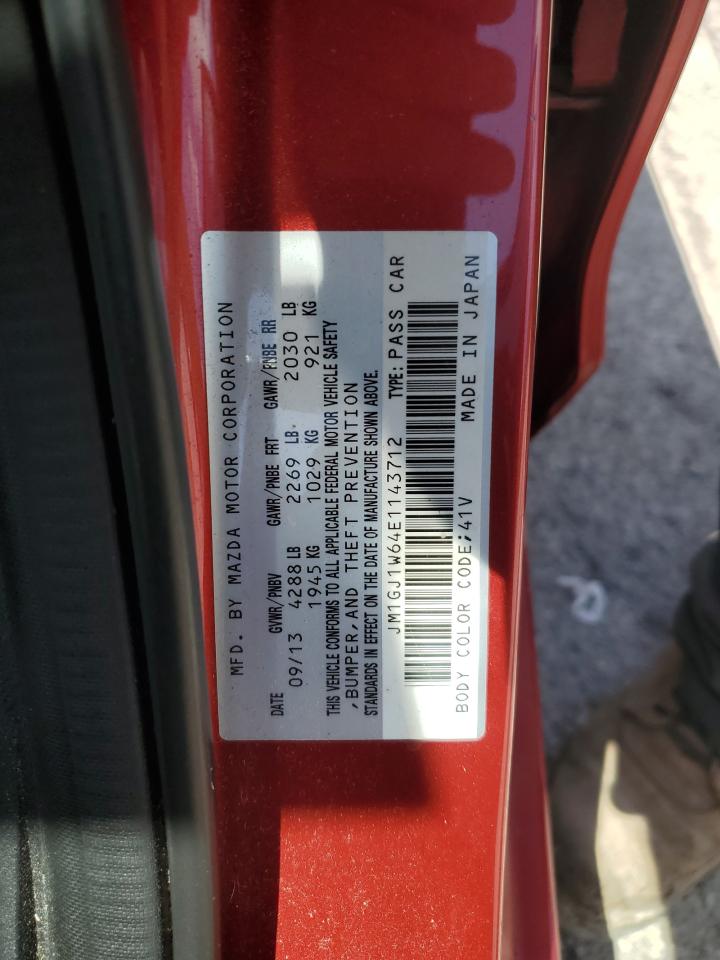 MFD. BY MAZDA MOTOR CORPORATION
DATE GVWR/PNBV GAWR/PNBE FRT GAWR/PNBE RR
09/13 4288 LB 2269 LB 2030 LB
1945 KG 1029 KG 921 KG
THIS VEHICLE CONFORMS TO ALL APPLICABLE FEDERAL MOTOR VEHICLE SAFETY
,BUMPER,AND THEFT PREVENTION
STANDARDS IN EFFECT ON THE DATE OF MANUFACTURE SHOWN ABOVE.
JM1GJ1W64E1143712 TYPE: PASS CAR
BODY COLOR CODE;41V MADE IN JAPAN